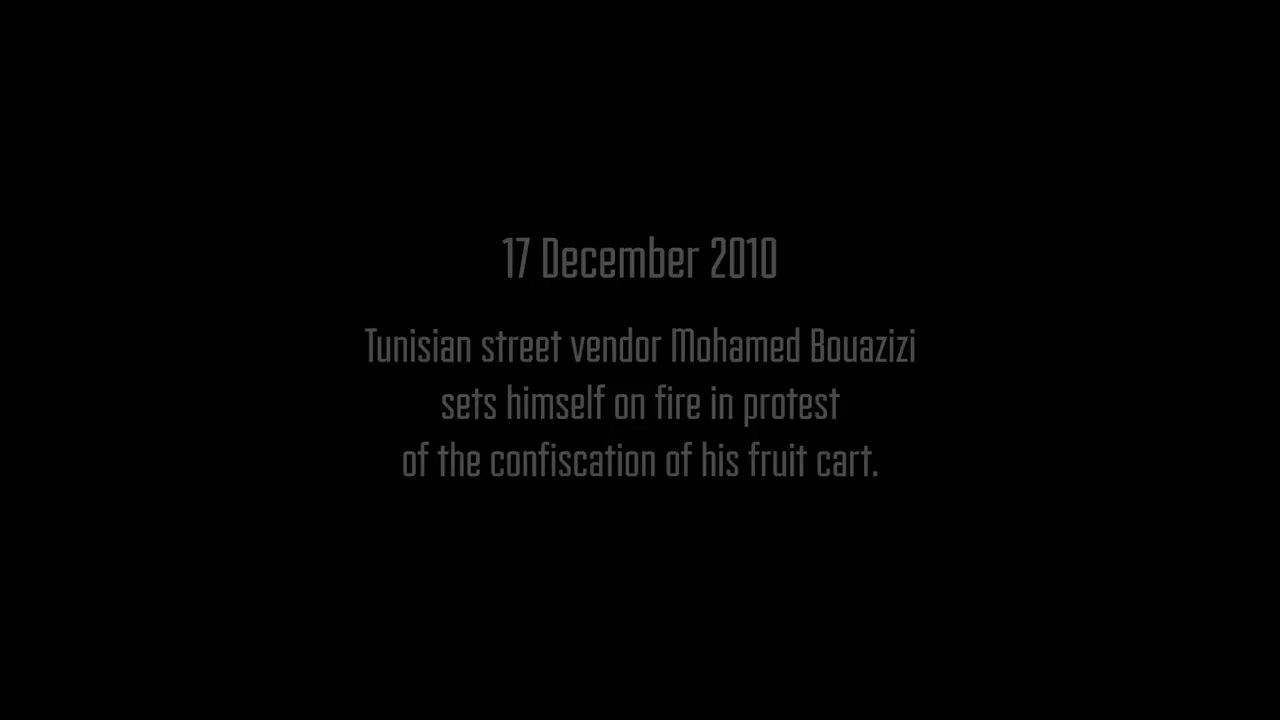 17 December 2010
Tunisian street vendor Mohamed Bouazizi
sets himself on fire in protest
of the confiscation of his fruit cart.